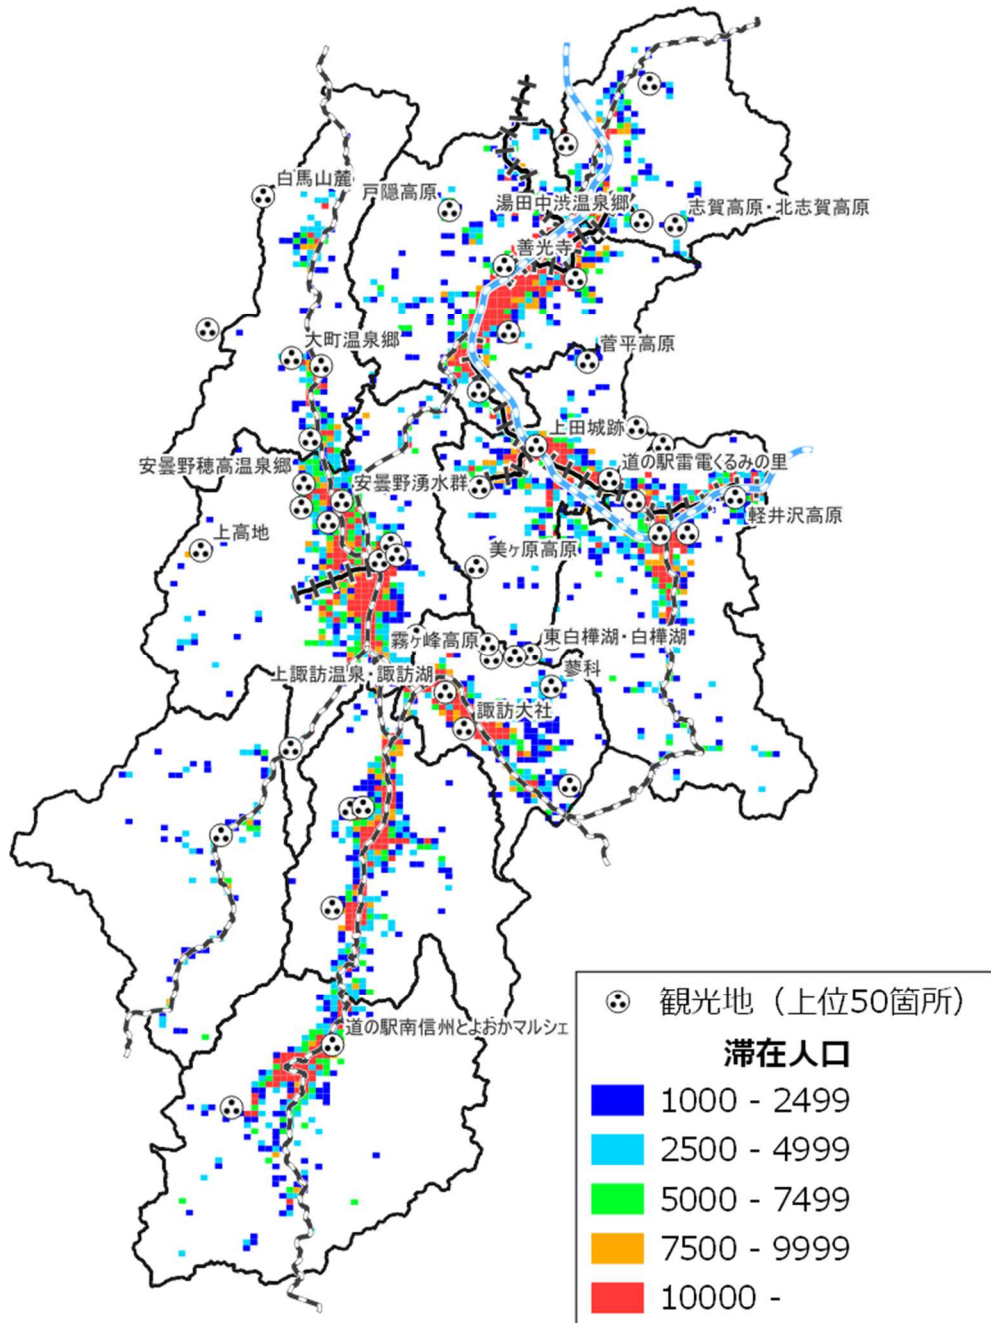 白馬山麓
戸隠高原
湯田中渋温泉郷
志賀高原・北志賀高原
善光寺
大町温泉郷
菅平高原
上田城跡
安曇野穂高温泉郷
道の駅雷電くるみの里
安曇野湧水群
軽井沢高原
上高地
美ヶ原高原
霧ヶ峰高原
東白樺湖・白樺湖
上諏訪温泉・諏訪湖
蓼科
諏訪大社
道の駅南信州とよおかマルシェ
観光地（上位50箇所）
滞在人口
1000 - 2499
2500 - 4999
5000 - 7499
7500 - 9999
10000 -